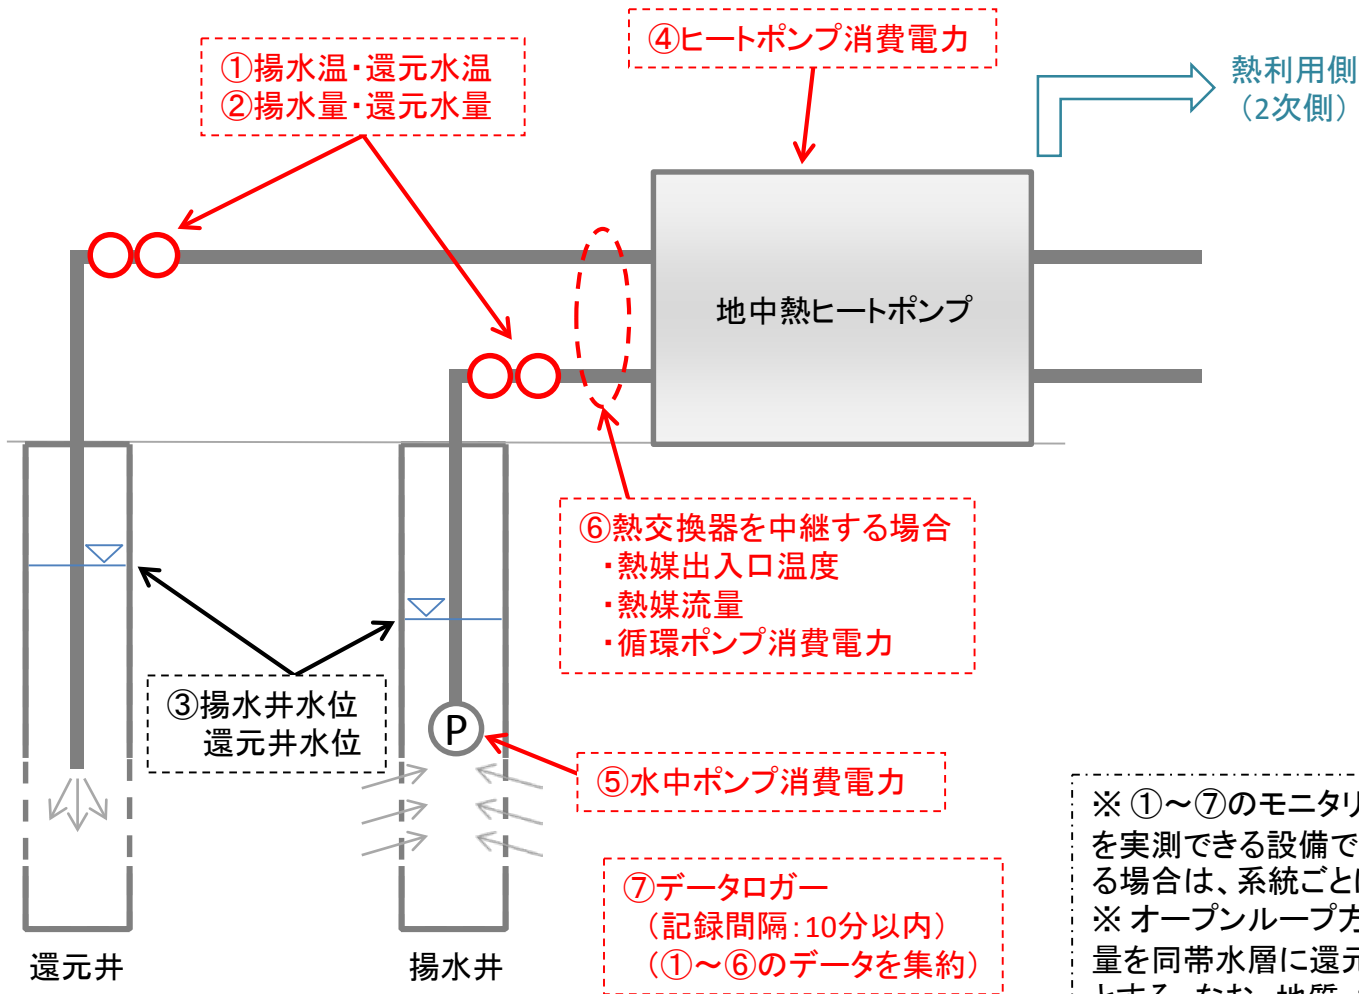 ④ヒートポンプ消費電力
①揚水温・還元水温
②揚水量・還元水量
熱利用側
（2次側）
地中熱ヒートポンプ
⑥熱交換器を中継する場合
・熱媒出入口温度
・熱媒流量
・循環ポンプ消費電力
③揚水井水位
還元井水位
P
⑤水中ポンプ消費電力
⑦データロガー
（記録間隔：10分以内）
（①～⑥のデータを集約）
還元井
揚水井
※ ①～⑦のモニタリ
を実測できる設備で
る場合は、系統ごとに
※ オープンループ方
量を同帯水層に還元
とする なお 地質